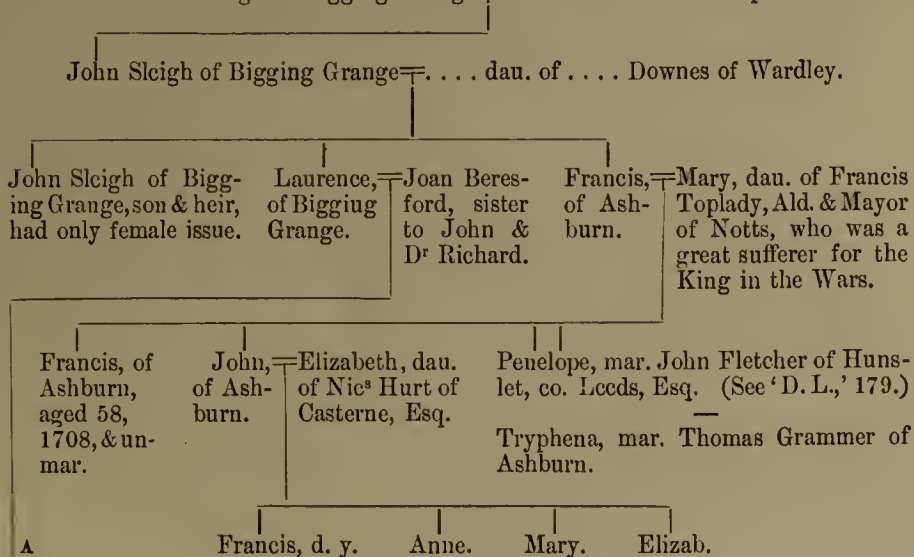 John Sleigh of Bigging Grange=.... dau. of .... Downes of Wardley.
John Sleigh of Bigg-
ing Grange, son & heir,
had only female issue.
Laurence,=
of Biggiug
Grange.
Joan Beres-
ford, sister
to John &
Dr Richard.
Francis,=
of Ash-
burn.
Mary, dau. of Francis
Toplady, Ald. & Mayor
of Notts, who was a
great sufferer for the
King in the Wars.
Francis, of
Ashburn,
aged 58,
1708, & un-
mar.
John,=
of Ash-
burn.
Elizabeth, dau.
of Nics Hurt of
Casterne, Esq.
Penelope, mar. John Fletcher of Huns-
let, co. Leeds, Esq. (See ‘D. L.,’ 179.)
—
Tryphena, mar. Thomas Grammer of
Ashburn.
A
Francis, d. y. Anne. Mary. Elizab.